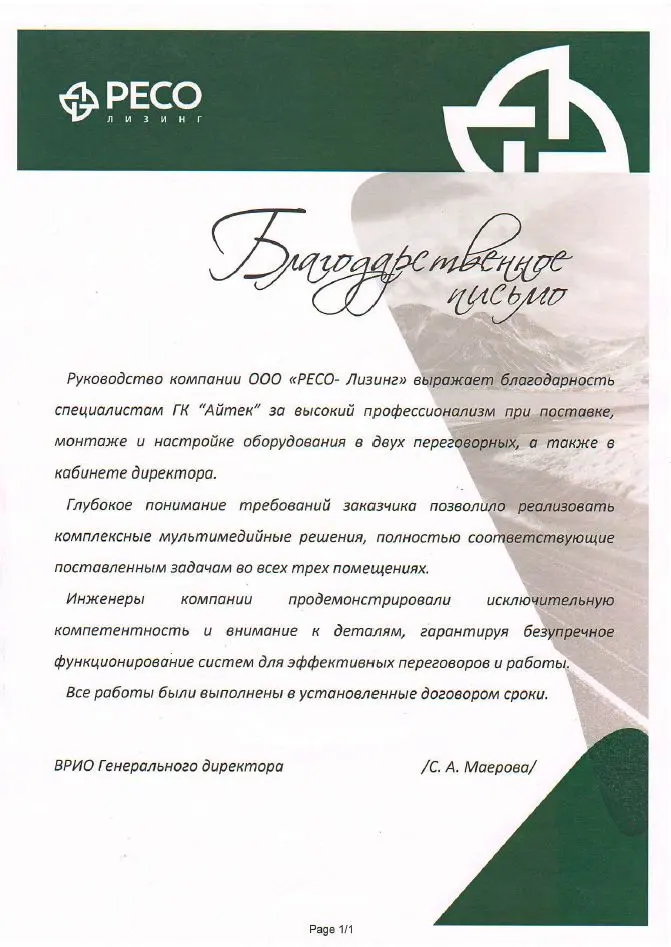 РЕСО
ЛИЗИНГ
Благодарственное
письмо
Руководство компании ООО «РЕСО- Лизинг» выражает благодарность
специалистам ГК “Айтек” за высокий профессионализм при поставке,
монтаже и настройке оборудования в двух переговорных, а также в
кабинете директора.
Глубокое понимание требований заказчика позволило реализовать
комплексные мультимедийные решения, полностью соответствующие
поставленным задачам во всех трех помещениях.
Инженеры компании продемонстрировали исключительную
компетентность и внимание к деталям, гарантируя безупречное
функционирование систем для эффективных переговоров и работы.
Все работы были выполнены в установленные договором сроки.
ВРИО Генерального директора /С. А. Маерова/
Page 1/1